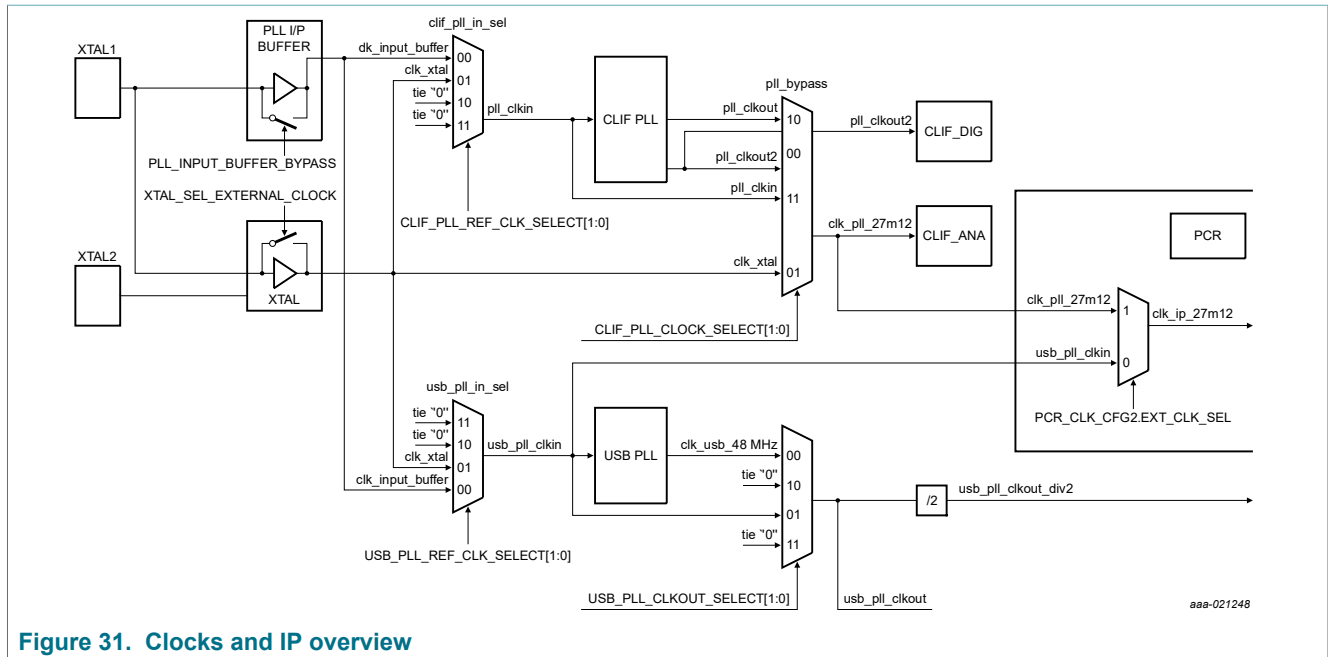 XTAL1
PLL I/P
BUFFER
PLL_INPUT_BUFFER_BYPASS
XTAL_SEL_EXTERNAL_CLOCK
XTAL2
XTAL
clif_pll_in_sel
dk_input_buffer
00
clk_xtal
01
tie `"0"
10
tie `"0"
11
pll_clkin
CLIF_PLL_REF_CLK_SELECT[1:0]
CLIF PLL
pll_bypass
pll_clkout
10
00
pll_clkout2
pll_clkin
11
clk_xtal
01
CLIF_PLL_CLOCK_SELECT[1:0]
pll_clkout2
CLIF_DIG
clk_pll_27m12
CLIF_ANA
PCR
clk_pll_27m12
1
clk_ip_27m12
usb_pll_clkin
0
PCR_CLK_CFG2.EXT_CLK_SEL
usb_pll_in_sel
tie `"0"
11
tie `"0"
10
clk_xtal
01
clk_input_buffer
00
usb_pll_clkin
USB_PLL_REF_CLK_SELECT[1:0]
USB PLL
clk_usb_48 MHz
00
tie `"0"
10
01
tie `"0"
11
USB_PLL_CLKOUT_SELECT[1:0]
/2
usb_pll_clkout_div2
usb_pll_clkout
aaa-021248
Figure 31. Clocks and IP overview